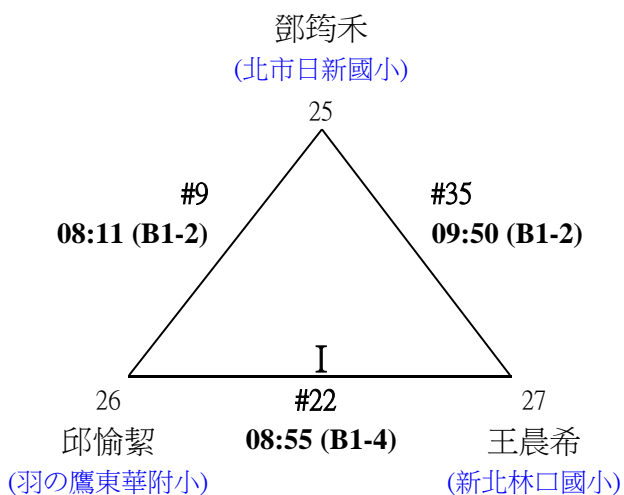 鄧筠禾
(北市日新國小)
25
#9
08:11 (B1-2)
#35
09:50 (B1-2)
I
26
#22
27
邱愉絜
08:55 (B1-4)
王晨希
(羽の鷹東華附小)
(新北林口國小)